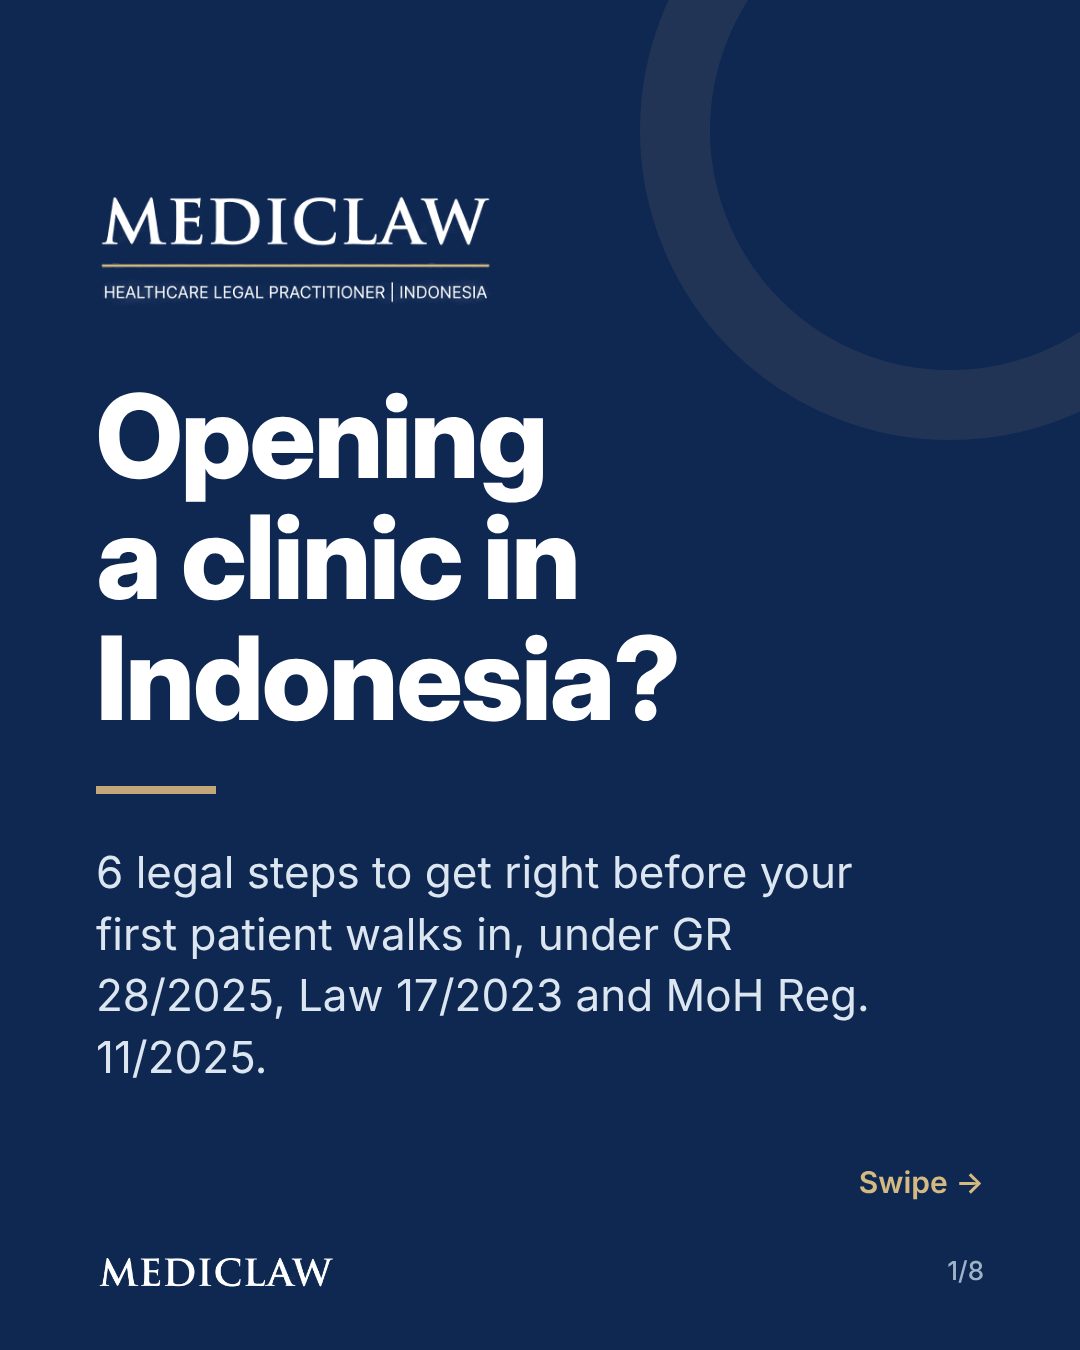 MEDICLAW
HEALTHCARE LEGAL PRACTITIONER | INDONESIA
Opening
a clinic in
Indonesia?
6 legal steps to get right before your
first patient walks in, under GR
28/2025, Law 17/2023 and MoH Reg.
11/2025.
Swipe →
MEDICLAW
1/8